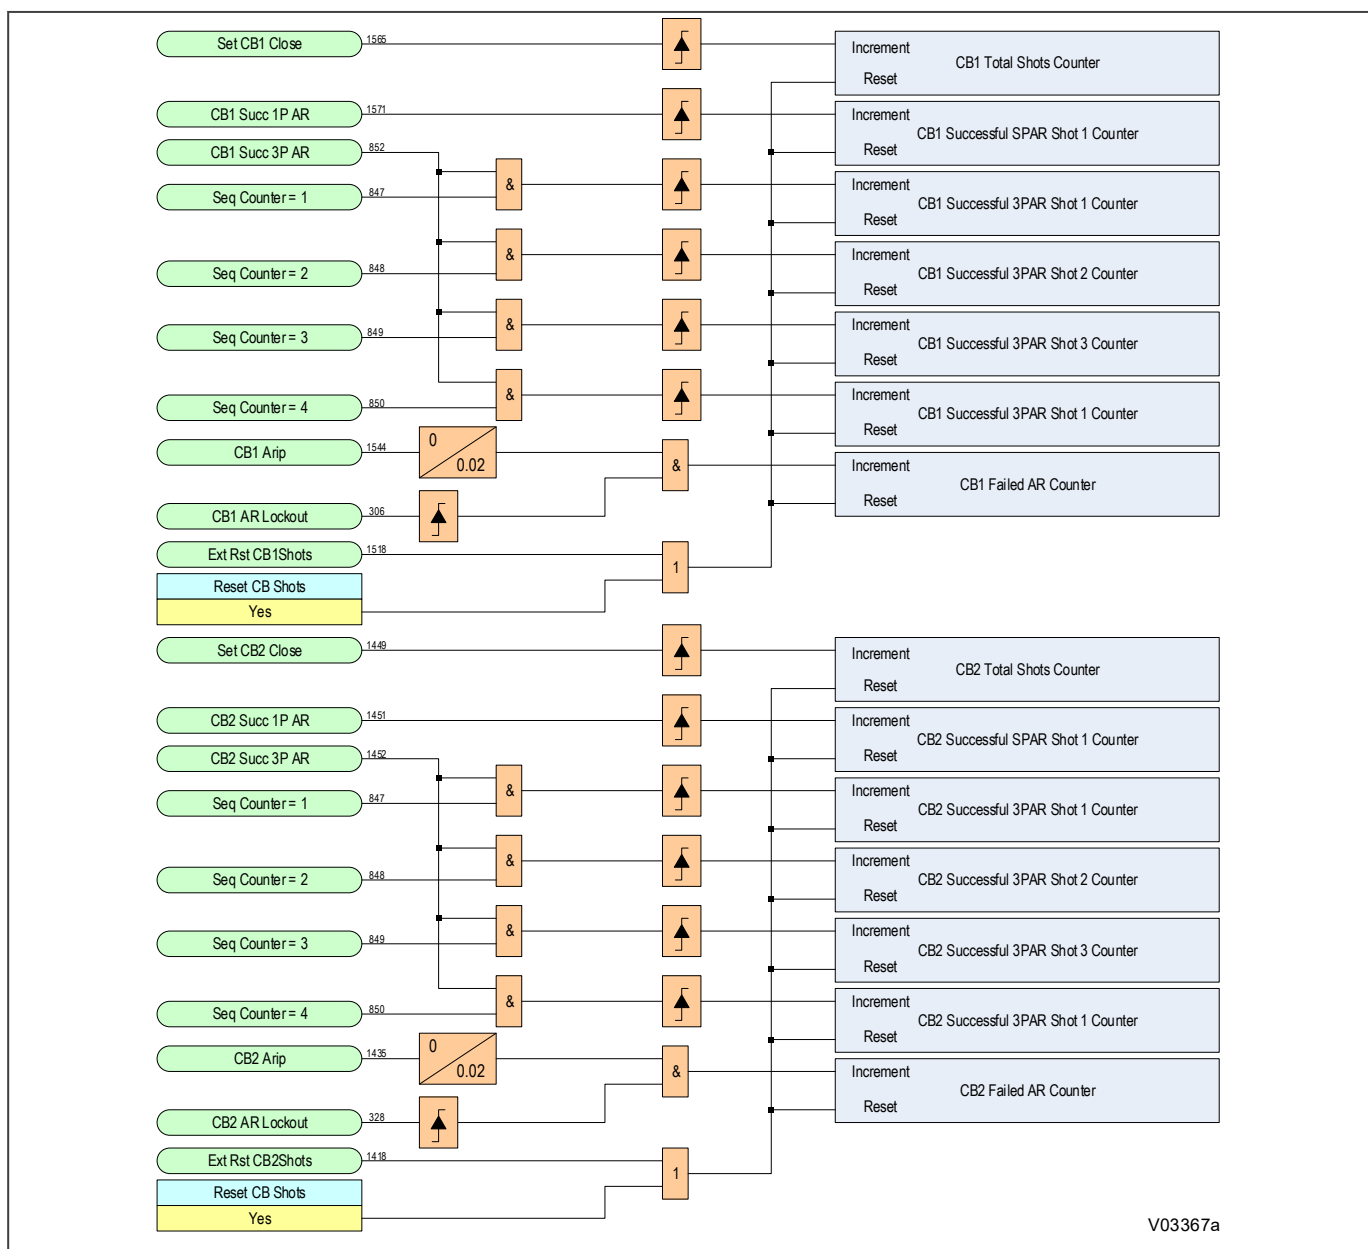 Set CB1 Close 1565 Increment
CB1 Total Shots Counter
Reset
CB1 Succ 1P AR 1571 Increment
CB1 Successful SPAR Shot 1 Counter
CB1 Succ 3P AR 852 Reset
& Increment
Seq Counter = 1 847 CB1 Successful 3PAR Shot 1 Counter
Reset
& Increment
Seq Counter = 2 848 CB1 Successful 3PAR Shot 2 Counter
Reset
& Increment
Seq Counter = 3 849 CB1 Successful 3PAR Shot 3 Counter
Reset
& Increment
Seq Counter = 4 850 CB1 Successful 3PAR Shot 1 Counter
Reset
CB1 Arip 1544 0
0.02 & Increment
CB1 Failed AR Counter
Reset
CB1 AR Lockout 306
Ext Rst CB1Shots 1518
1
Reset CB Shots
Yes
Set CB2 Close 1449 Increment
CB2 Total Shots Counter
Reset
CB2 Succ 1P AR 1451 Increment
CB2 Successful SPAR Shot 1 Counter
CB2 Succ 3P AR 1452 Reset
& Increment
Seq Counter = 1 847 CB2 Successful 3PAR Shot 1 Counter
Reset
& Increment
Seq Counter = 2 848 CB2 Successful 3PAR Shot 2 Counter
Reset
& Increment
Seq Counter = 3 849 CB2 Successful 3PAR Shot 3 Counter
Reset
& Increment
Seq Counter = 4 850 CB2 Successful 3PAR Shot 1 Counter
Reset
CB2 Arip 1435 0
0.02 & Increment
CB2 Failed AR Counter
Reset
CB2 AR Lockout 328
Ext Rst CB2Shots 1418
1
Reset CB Shots
Yes
V03367a